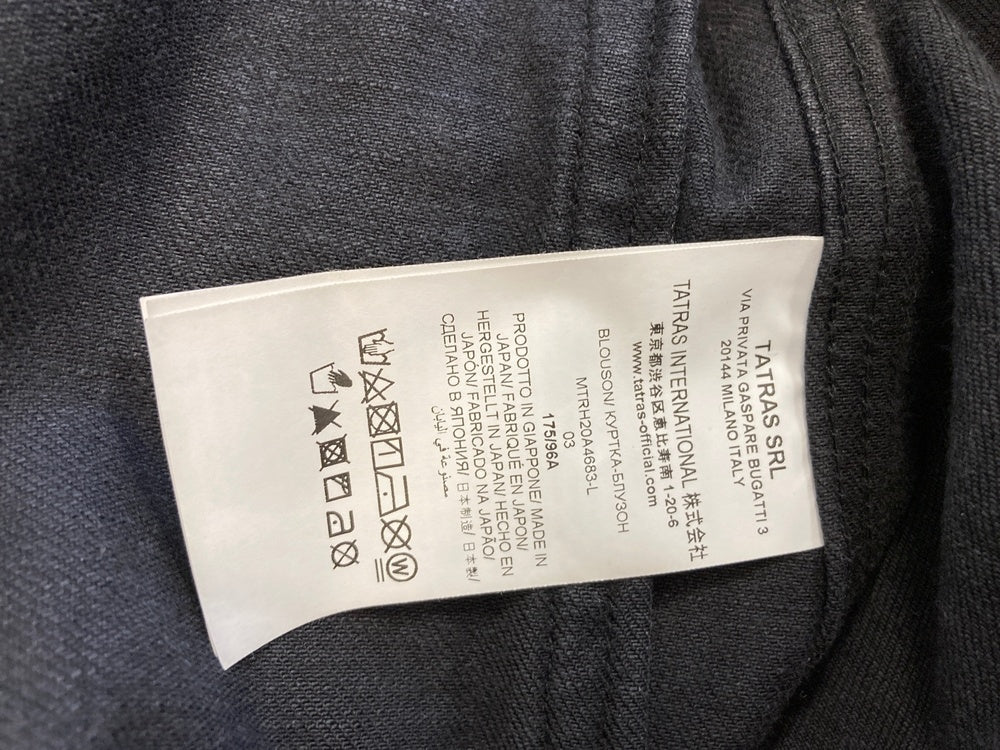 TATRAS SRL
VIA PRIVATA GASPARE BUGATTI 3
20144 MILANO ITALY
TATRAS INTERNATIONAL 株式会社
東京都渋谷区恵比寿南 1-20-6
www.tatras-official.com
BLOUSON/ КУРТКА-БЛУЗОН
MTRH20A4683-L
03
175/96A
PRODOTTO IN GIAPPONE/ MADE IN
JAPAN/ FABRIQUÉ EN JAPON/
HERGESTELLT IN JAPAN/ HECHO EN
JAPÓN/ FABRICADO NA JAPÃO/
СДЕЛАНО В ЯПОНИЯ/ 日本制造/ 日本製/
مصنوعة في اليابان
W